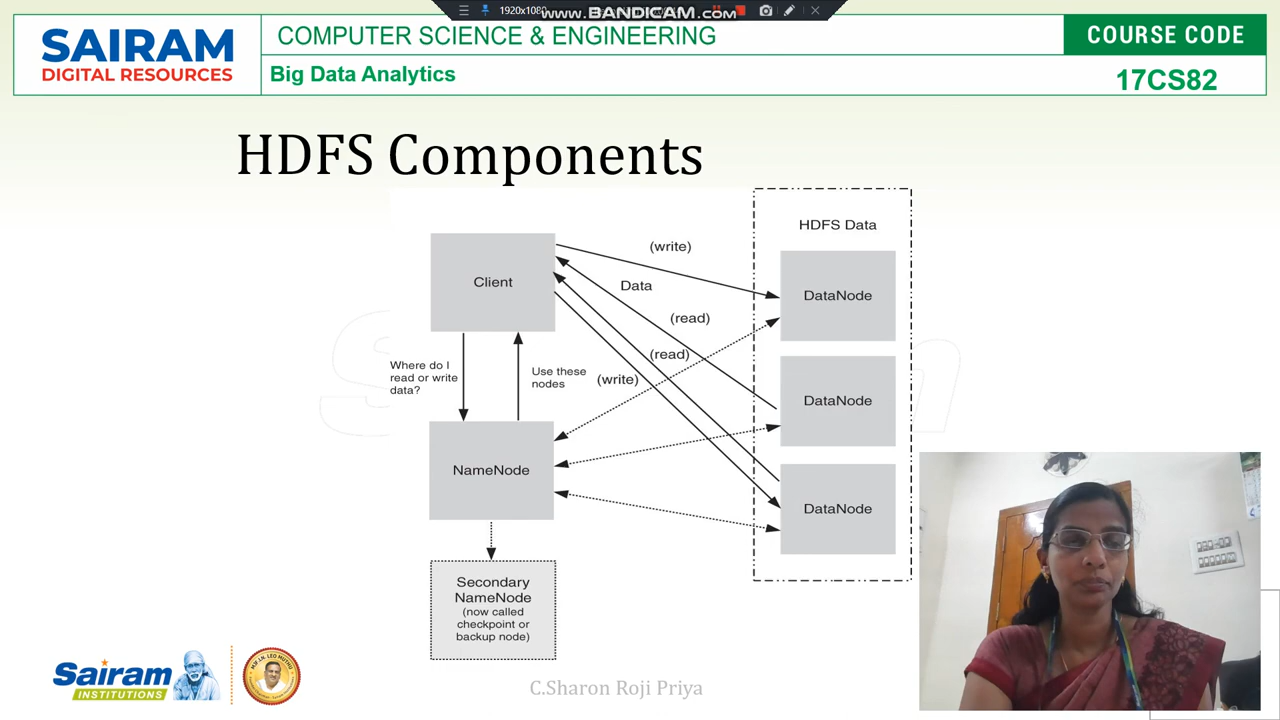 1920x1080
www.BANDICAM.com
SAIRAM
DIGITAL RESOURCES
COMPUTER SCIENCE & ENGINEERING
COURSE CODE
Big Data Analytics
17CS82
HDFS Components
HDFS Data
(write)
Client
Data
DataNode
(read)
(read)
Where do I
read or write
data?
Use these
nodes
(write)
DataNode
NameNode
DataNode
Secondary
NameNode
(now called
checkpoint or
backup node)
Sairam
INSTITUTIONS
C.Sharon Roji Priya